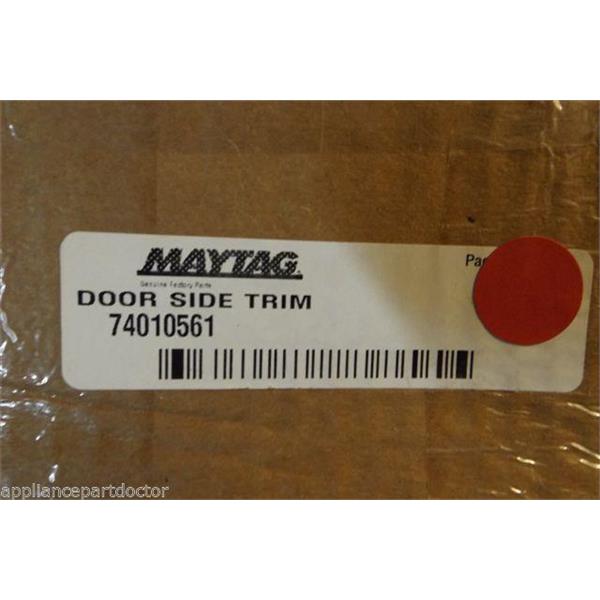 MAYTAG
Genuine Factory Parts
DOOR SIDE TRIM
74010561
appliancepartdoctor